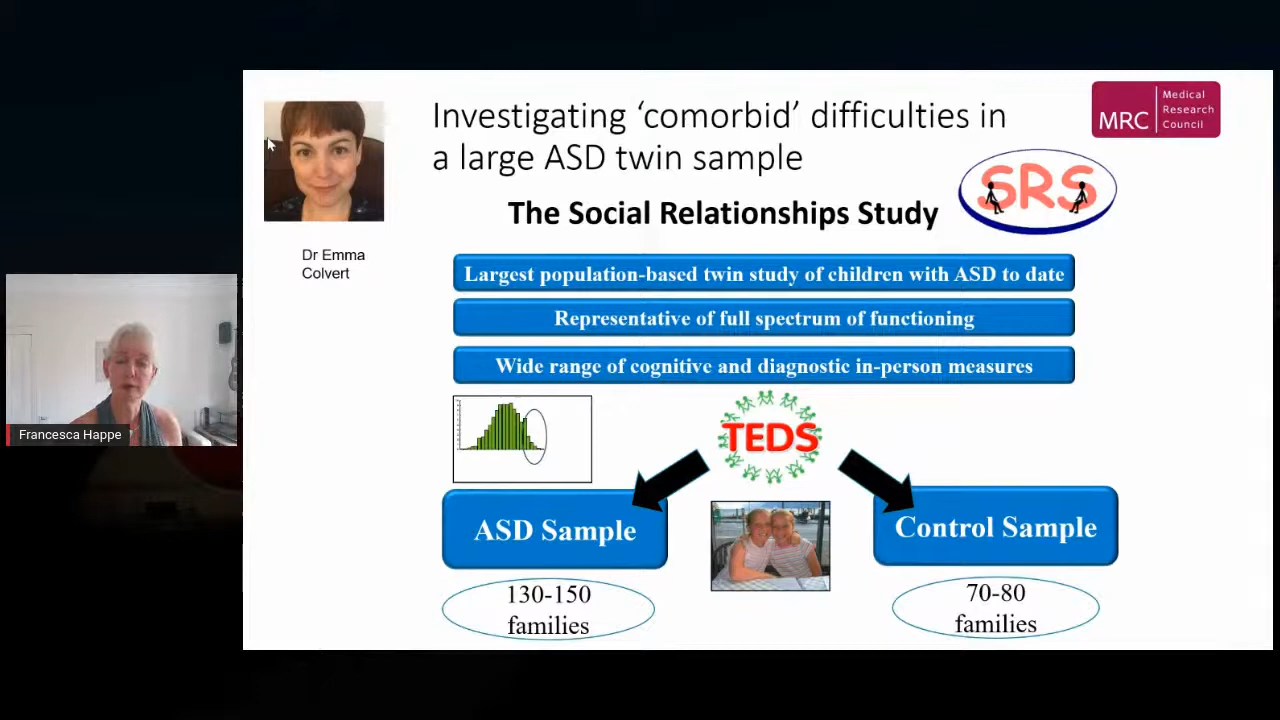 Investigating ‘comorbid’ difficulties in
a large ASD twin sample
MRC
Medical
Research
Council
SRS
The Social Relationships Study
Dr Emma
Colvert
Largest population-based twin study of children with ASD to date
Representative of full spectrum of functioning
Wide range of cognitive and diagnostic in-person measures
Francesca Happe
TEDS
ASD Sample
Control Sample
130-150
families
70-80
families